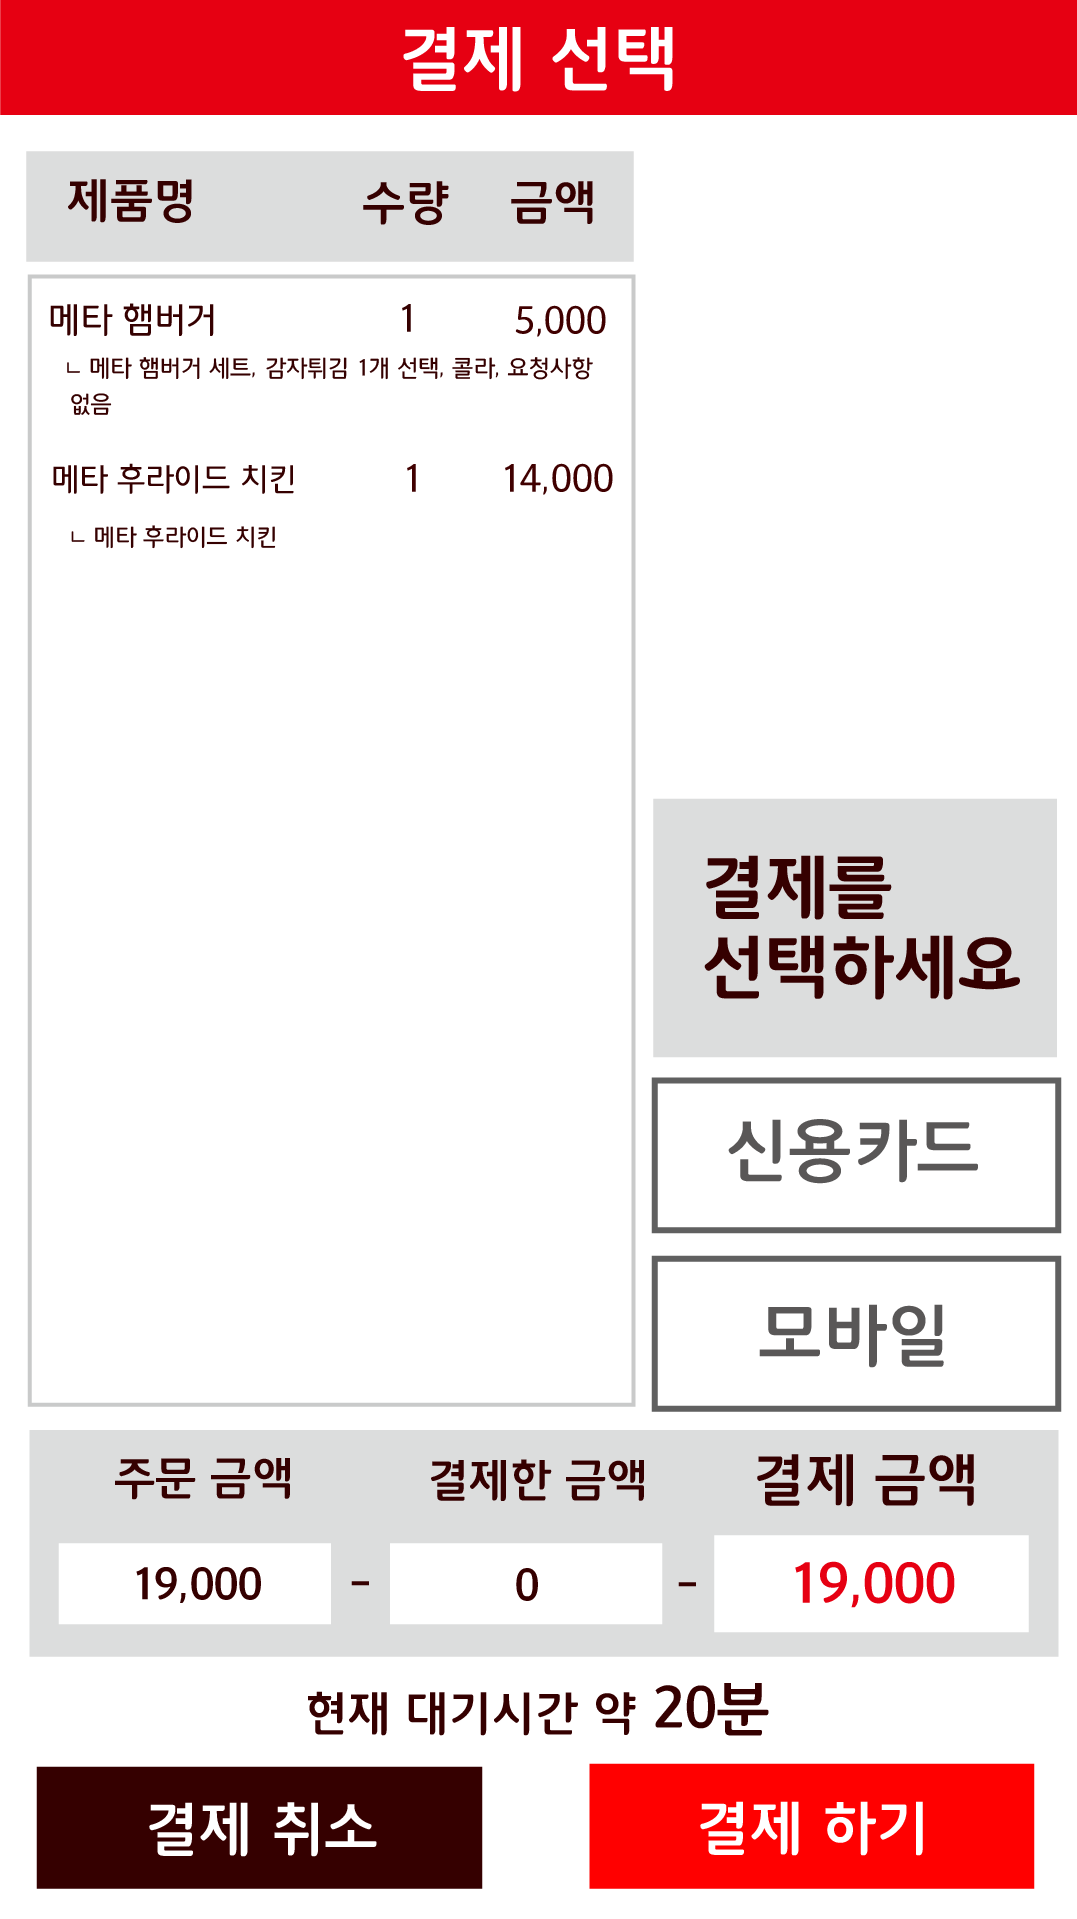 결제 선택
제품명 수량 금액
메타 햄버거 1 5,000
ㄴ 메타 햄버거 세트, 감자튀김 1개 선택, 콜라, 요청사항
없음
메타 후라이드 치킨 1 14,000
ㄴ 메타 후라이드 치킨
결제를
선택하세요
신용카드
모바일
주문 금액 결제한 금액 결제 금액
19,000 - 0 - 19,000
현재 대기시간 약 20분
결제 취소 결제 하기